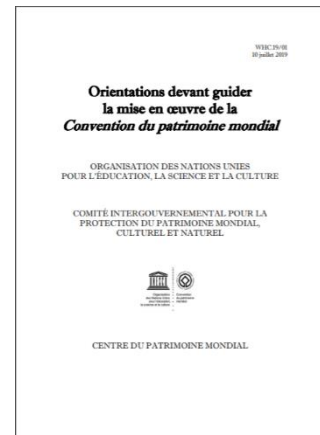 WHC.19/01
10 juillet 2019
Orientations devant guider
la mise en œuvre de la
Convention du patrimoine mondial
ORGANISATION DES NATIONS UNIES
POUR L'ÉDUCATION, LA SCIENCE ET LA CULTURE
COMITÉ INTERGOUVERNEMENTAL POUR LA
PROTECTION DU PATRIMOINE MONDIAL,
CULTUREL ET NATUREL
CENTRE DU PATRIMOINE MONDIAL